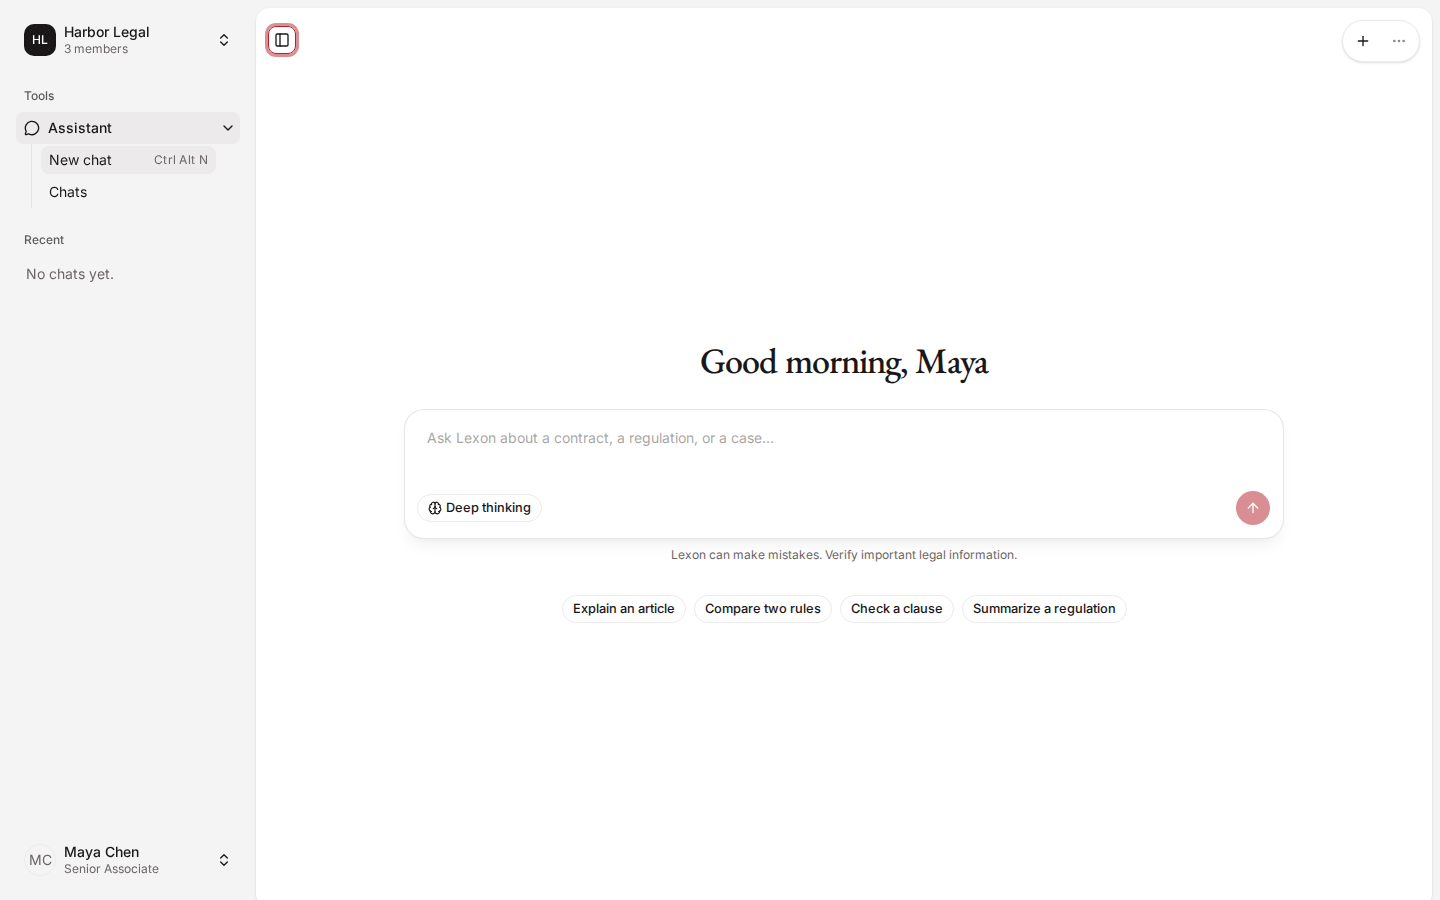 HL
Harbor Legal
3 members
Tools
Assistant
New chat Ctrl Alt N
Chats
Recent
No chats yet.
MC
Maya Chen
Senior Associate
Good morning, Maya
Ask Lexon about a contract, a regulation, or a case...
Deep thinking
Lexon can make mistakes. Verify important legal information.
Explain an article Compare two rules Check a clause Summarize a regulation